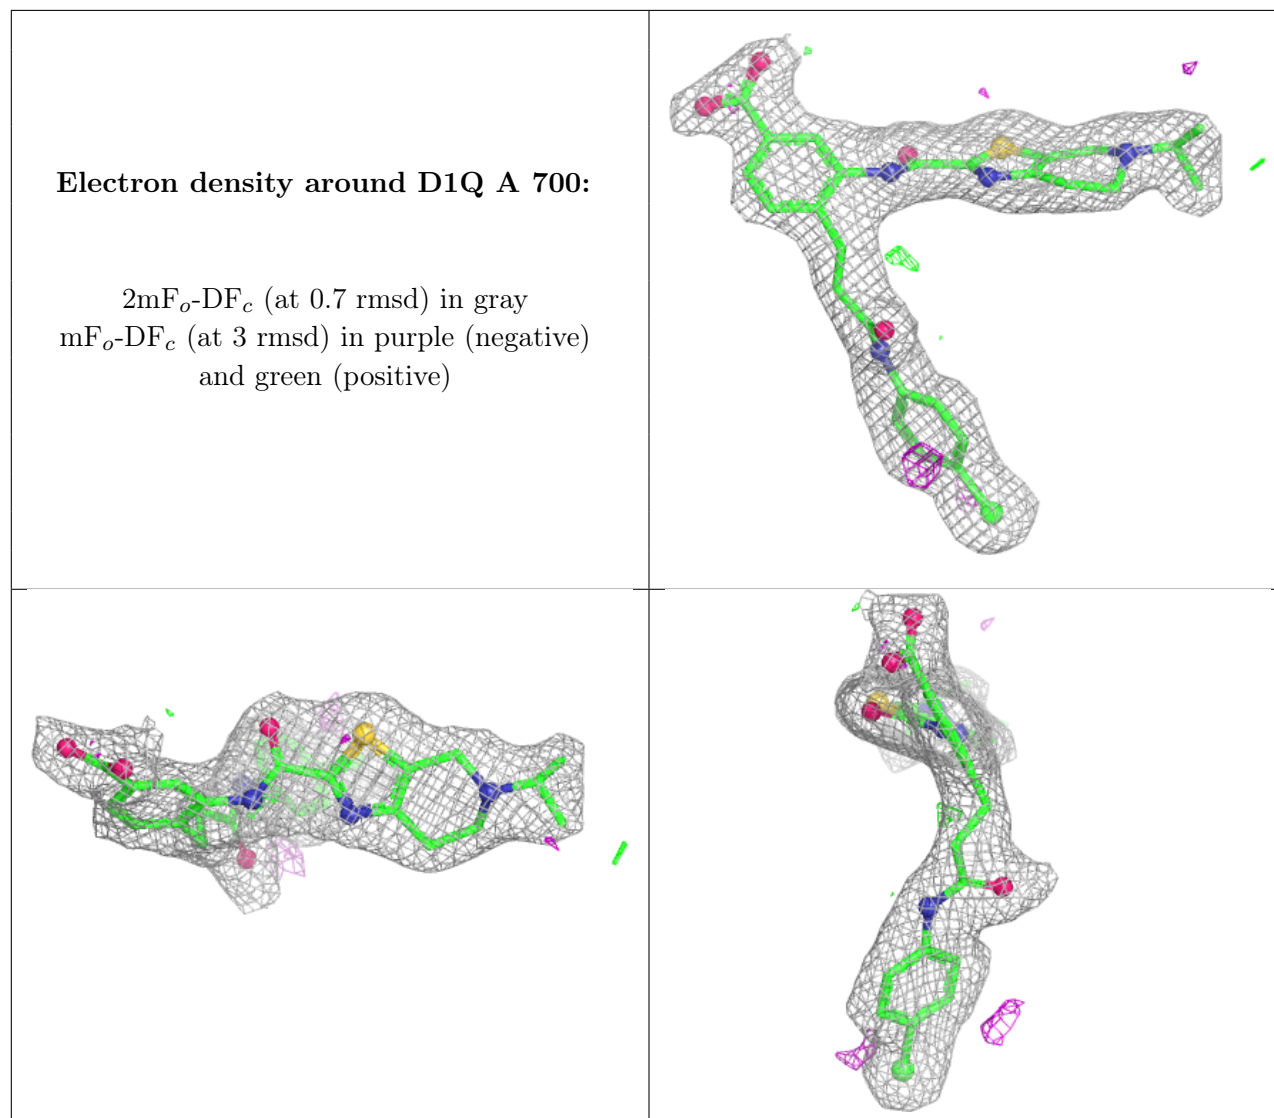 Electron density around D1Q A 700:
2mFₒ-DF𝒸 (at 0.7 rmsd) in gray
mFₒ-DF𝒸 (at 3 rmsd) in purple (negative)
and green (positive)